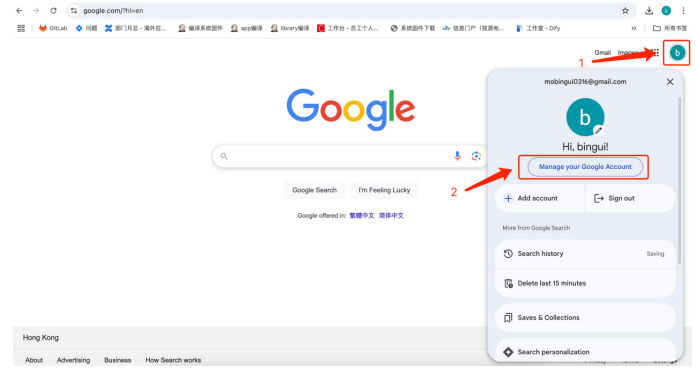 google.com/?hl=en
GitLab 问题 部门月总 - 海外应... 编译系统固件 app编译 library编译 工作台 - 员工个人... 系统固件下载 信息门户 (视源电... 工作室 - Dify » 所有书签
Gmail Images b
1
mobingui0316@gmail.com
b
Google
Hi, bingui!
Manage your Google Account
2
Google Search I'm Feeling Lucky
Add account Sign out
Google offered in: 繁體中文 简体中文
More from Google Search
Search history Saving
Delete last 15 minutes
Saves & Collections
Hong Kong
Search personalization
About Advertising Business How Search works